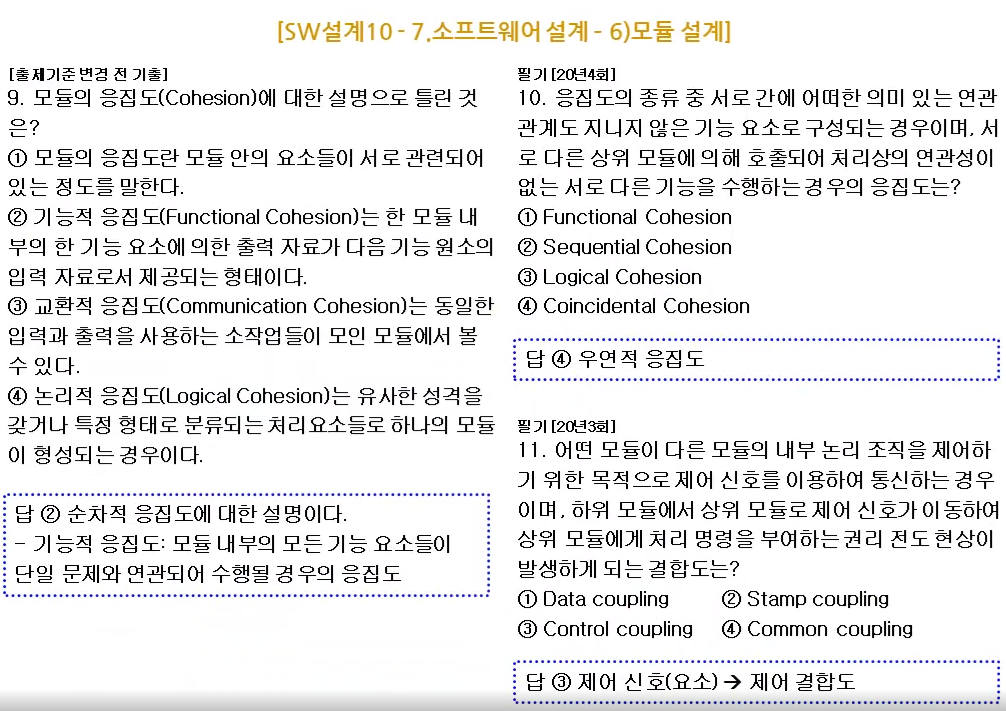 [SW설계10 - 7.소프트웨어 설계 - 6)모듈 설계]
[출제기준 변경 전 기출]
9. 모듈의 응집도(Cohesion)에 대한 설명으로 틀린 것
은?
① 모듈의 응집도란 모듈 안의 요소들이 서로 관련되어
있는 정도를 말한다.
② 기능적 응집도(Functional Cohesion)는 한 모듈 내
부의 한 기능 요소에 의한 출력 자료가 다음 기능 원소의
입력 자료로서 제공되는 형태이다.
③ 교환적 응집도(Communication Cohesion)는 동일한
입력과 출력을 사용하는 소작업들이 모인 모듈에서 볼
수 있다.
④ 논리적 응집도(Logical Cohesion)는 유사한 성격을
갖거나 특정 형태로 분류되는 처리요소들로 하나의 모듈
이 형성되는 경우이다.
답 ② 순차적 응집도에 대한 설명이다.
- 기능적 응집도: 모듈 내부의 모든 기능 요소들이
단일 문제와 연관되어 수행될 경우의 응집도
필기 [20년4회]
10. 응집도의 종류 중 서로 간에 어떠한 의미 있는 연관
관계도 지니지 않은 기능 요소로 구성되는 경우이며, 서
로 다른 상위 모듈에 의해 호출되어 처리상의 연관성이
없는 서로 다른 기능을 수행하는 경우의 응집도는?
① Functional Cohesion
② Sequential Cohesion
③ Logical Cohesion
④ Coincidental Cohesion
답 ④ 우연적 응집도
필기 [20년3회]
11. 어떤 모듈이 다른 모듈의 내부 논리 조직을 제어하
기 위한 목적으로 제어 신호를 이용하여 통신하는 경우
이며, 하위 모듈에서 상위 모듈로 제어 신호가 이동하여
상위 모듈에게 처리 명령을 부여하는 권리 전도 현상이
발생하게 되는 결합도는?
① Data coupling ② Stamp coupling
③ Control coupling ④ Common coupling
답 ③ 제어 신호(요소) → 제어 결합도